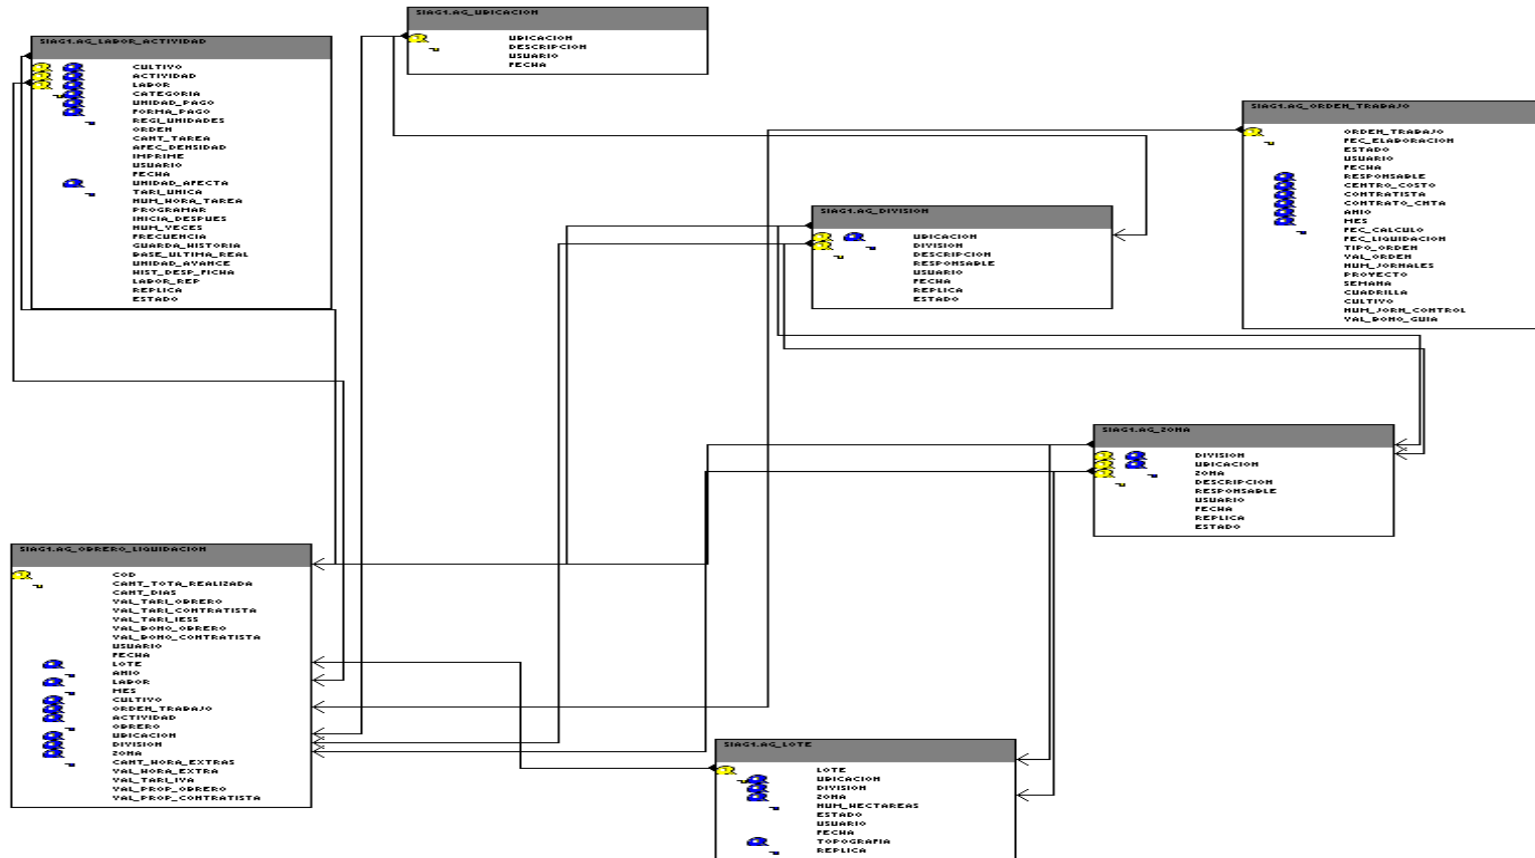 SIAG1.AG_UBICACION
UBICACION
DESCRIPCION
USUARIO
FECHA
SIAG1.AG_LABOR_ACTIVIDAD
CULTIVO
ACTIVIDAD
LABOR
CATEGORIA
UNIDAD_PAGO
FORMA_PAGO
REGI_UNIDADES
ORDEN
CANT_TAREA
AFEC_DENSIDAD
IMPRIME
USUARIO
FECHA
UNIDAD_AFECTA
TARI_UNICA
NUM_HORA_TAREA
PROGRAMAR
INICIA_DESPUES
NUM_VECES
FRECUENCIA
GUARDA_HISTORIA
BASE_ULTIMA_REAL
UNIDAD_AVANCE
HIST_DESP_FICHA
LABOR_REP
REPLICA
ESTADO
SIAG1.AG_ORDEN_TRABAJO
ORDEN_TRABAJO
FEC_ELABORACION
ESTADO
USUARIO
FECHA
RESPONSABLE
CENTRO_COSTO
CONTRATISTA
CONTRATO_CNTA
ANIO
MES
FEC_CALCULO
FEC_LIQUIDACION
TIPO_ORDEN
VAL_ORDEN
NUM_JORNALES
PROYECTO
SEMANA
CUADRILLA
CULTIVO
NUM_JORN_CONTROL
VAL_BONO_GUIA
SIAG1.AG_DIVISION
UBICACION
DIVISION
DESCRIPCION
RESPONSABLE
USUARIO
FECHA
REPLICA
ESTADO
SIAG1.AG_ZONA
DIVISION
UBICACION
ZONA
DESCRIPCION
RESPONSABLE
USUARIO
FECHA
REPLICA
ESTADO
SIAG1.AG_OBRERO_LIQUIDACION
COD
CANT_TOTA_REALIZADA
CANT_DIAS
VAL_TARI_OBRERO
VAL_TARI_CONTRATISTA
VAL_TARI_IESS
VAL_BONO_OBRERO
VAL_BONO_CONTRATISTA
USUARIO
FECHA
LOTE
ANIO
LABOR
MES
CULTIVO
ORDEN_TRABAJO
ACTIVIDAD
OBRERO
UBICACION
DIVISION
ZONA
CANT_HORA_EXTRAS
VAL_HORA_EXTRA
VAL_TARI_IVA
VAL_PROP_OBRERO
VAL_PROP_CONTRATISTA
SIAG1.AG_LOTE
LOTE
UBICACION
DIVISION
ZONA
NUM_HECTAREAS
ESTADO
USUARIO
FECHA
TOPOGRAFIA
REPLICA